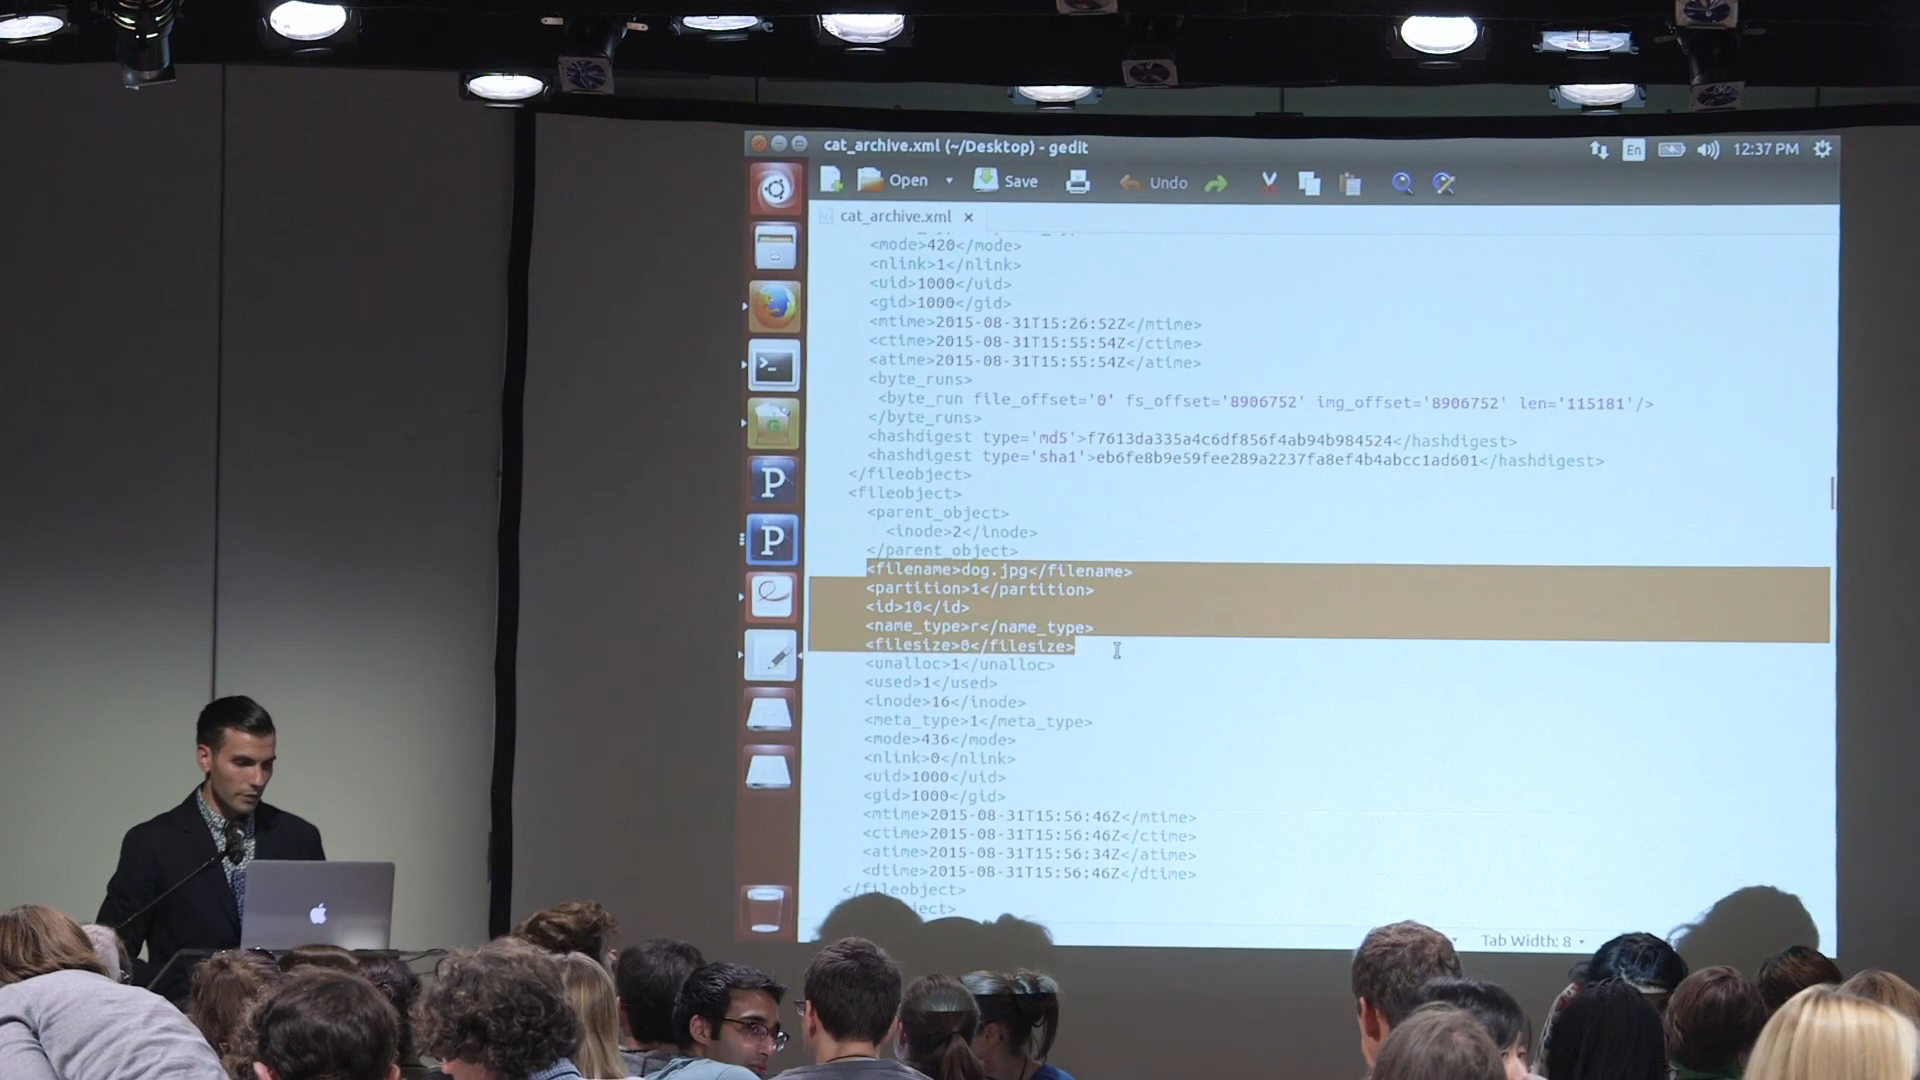 cat_archive.xml (~/Desktop) - gedit
En
12:37 PM
Open
Save
Undo
cat_archive.xml
<mode>420</mode>
<nlink>1</nlink>
<uid>1000</uid>
<gid>1000</gid>
<mtime>2015-08-31T15:26:52Z</mtime>
<ctime>2015-08-31T15:55:54Z</ctime>
<atime>2015-08-31T15:55:54Z</atime>
<byte_runs>
<byte_run file_offset='0' fs_offset='8906752' img_offset='8906752' len='115181'/>
</byte_runs>
<hashdigest type='md5'>f7613da335a4c6df856f4ab94b984524</hashdigest>
<hashdigest type='sha1'>eb6fe8b9e59fee289a2237fa8ef4b4abcc1ad601</hashdigest>
</fileobject>
<fileobject>
<parent_object>
<inode>2</inode>
</parent_object>
<filename>dog.jpg</filename>
<partition>1</partition>
<id>10</id>
<name_type>r</name_type>
<filesize>0</filesize>
<unalloc>1</unalloc>
<used>1</used>
<inode>16</inode>
<meta_type>1</meta_type>
<mode>436</mode>
<nlink>0</nlink>
<uid>1000</uid>
<gid>1000</gid>
<mtime>2015-08-31T15:56:46Z</mtime>
<ctime>2015-08-31T15:56:46Z</ctime>
<atime>2015-08-31T15:56:34Z</atime>
<dtime>2015-08-31T15:56:46Z</dtime>
</fileobject>
ject>
Tab Width: 8